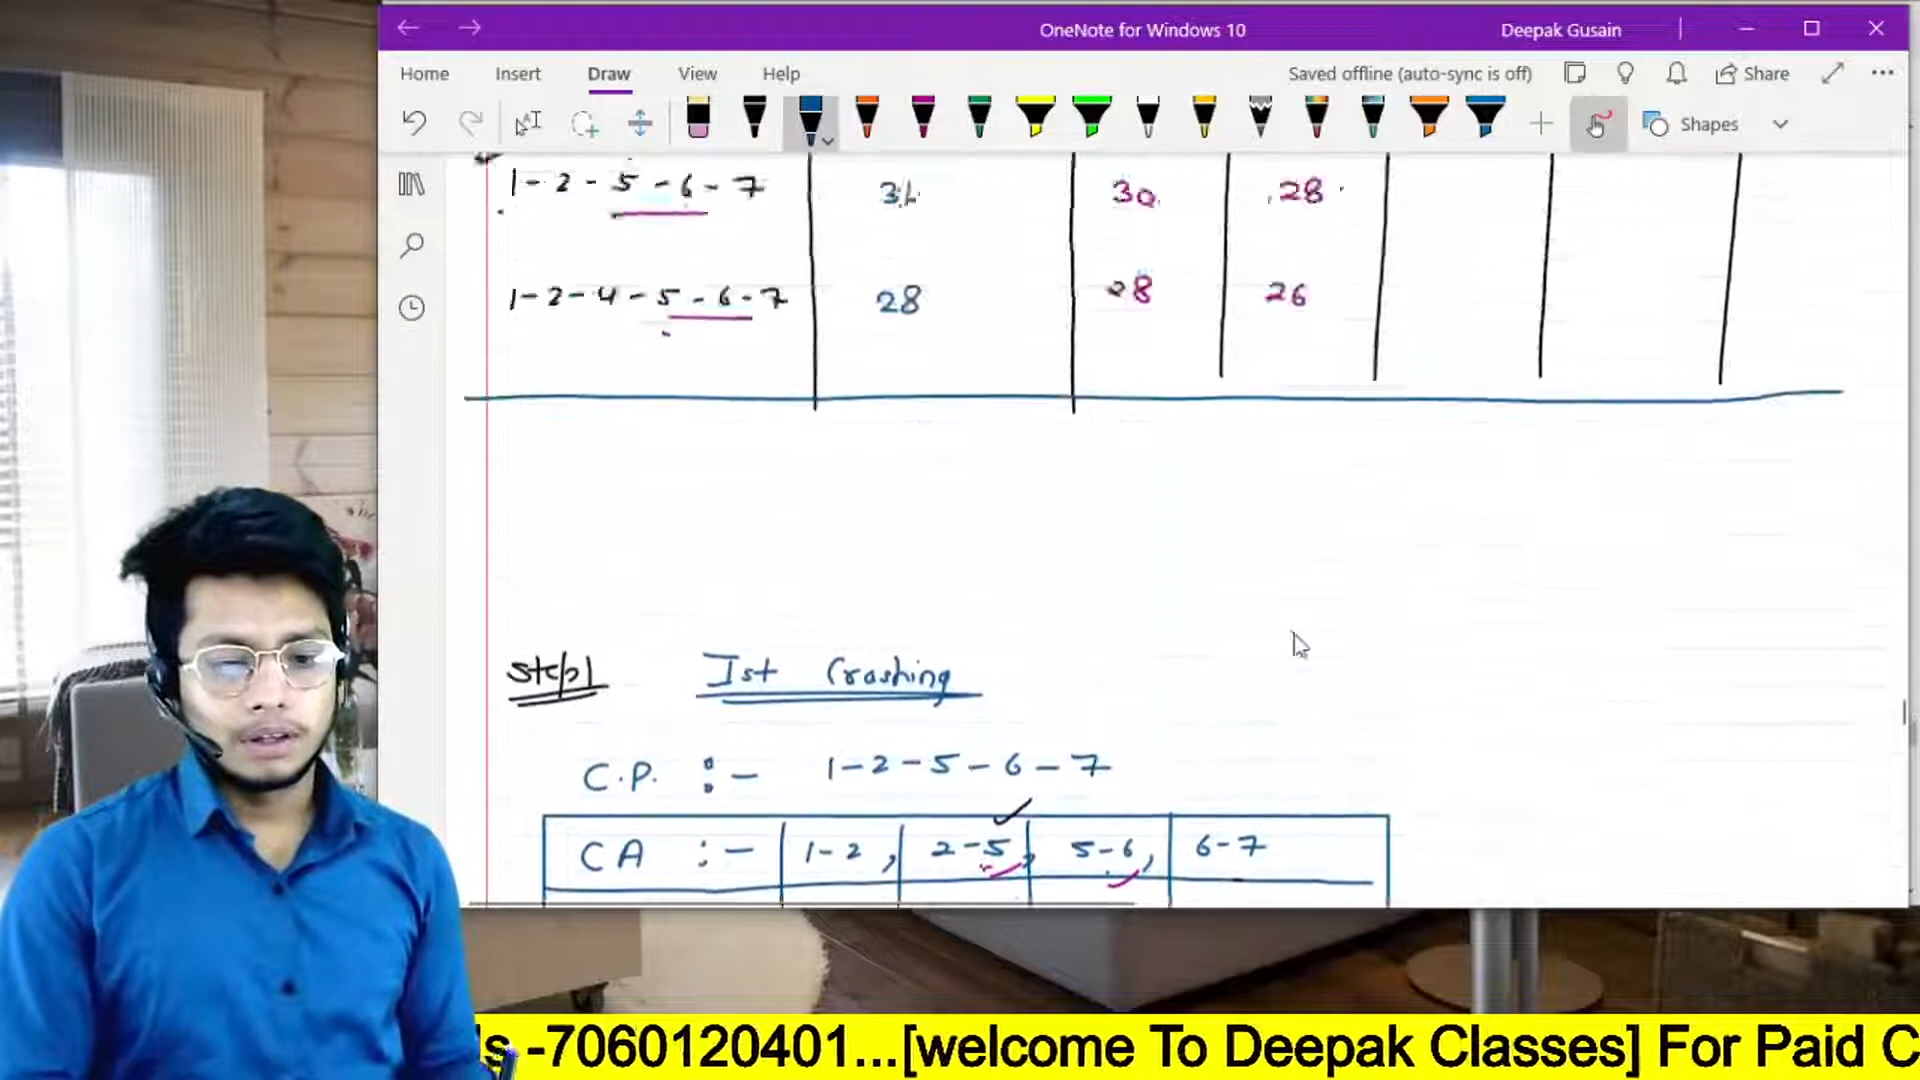 OneNote for Windows 10 Deepak Gusain
Home Insert Draw View Help Saved offline (auto-sync is off) Share
Shapes
1-2-5-6-7 31 30 28
1-2-4-5-6-7 28 28 26
Step1 Ist Crashing
C.P. :- 1-2-5-6-7
CA :- 1-2, 2-5, 5-6, 6-7
s -7060120401...[welcome To Deepak Classes] For Paid C